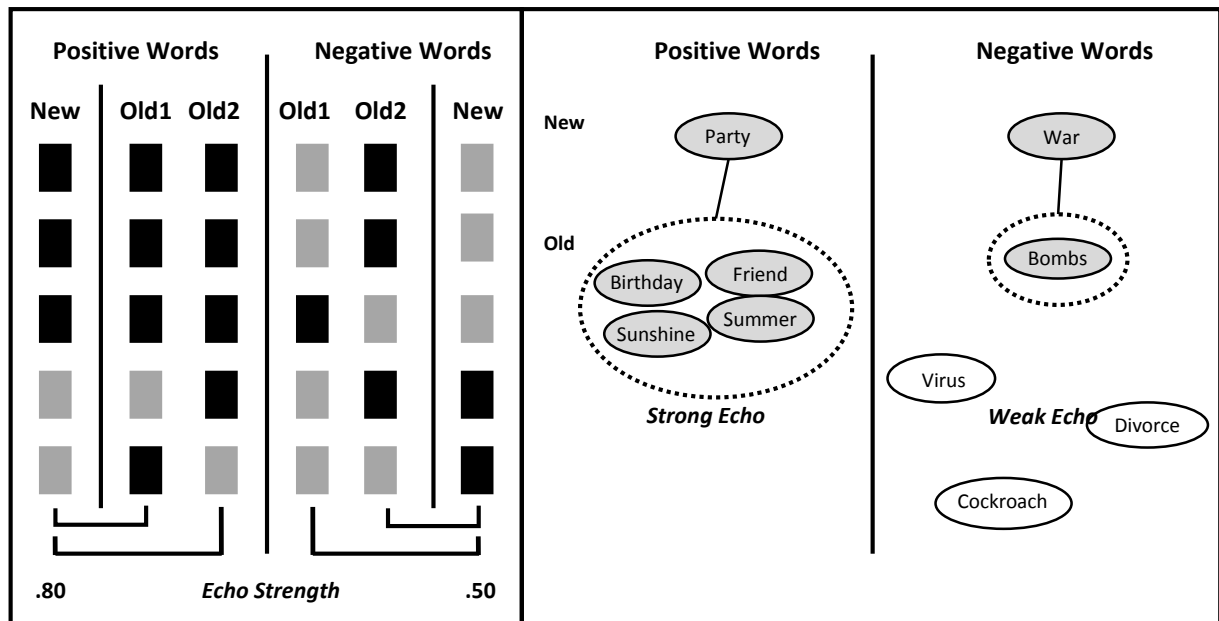 Positive Words
Negative Words
New
Old1
Old2
Old1
Old2
New
.80
Echo Strength
.50
Positive Words
Negative Words
New
Party
War
Old
Birthday
Friend
Sunshine
Summer
Bombs
Strong Echo
Virus
Weak Echo
Divorce
Cockroach